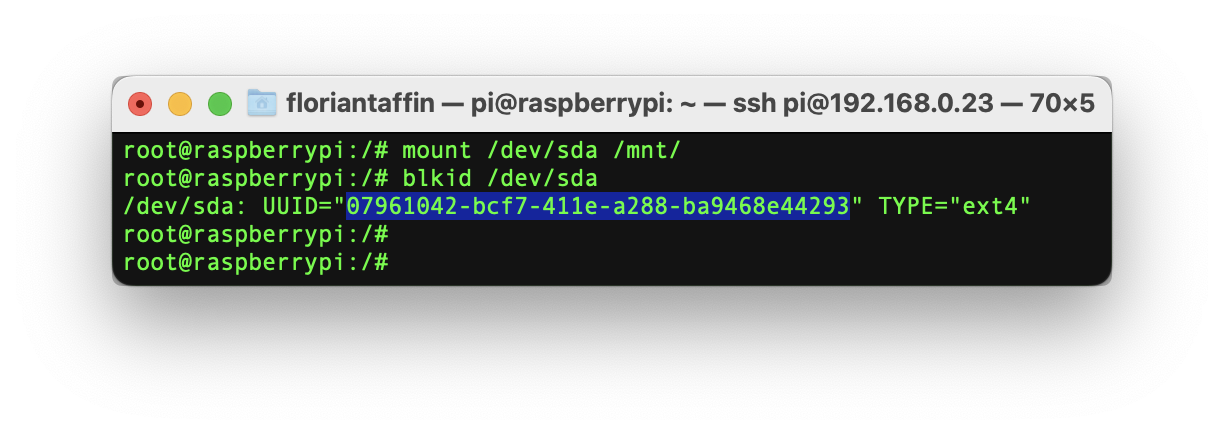 floriantaffin — pi@raspberrypi: ~ — ssh pi@192.168.0.23 — 70×5
root@raspberrypi:/# mount /dev/sda /mnt/
root@raspberrypi:/# blkid /dev/sda
/dev/sda: UUID="07961042-bcf7-411e-a288-ba9468e44293" TYPE="ext4"
root@raspberrypi:/#
root@raspberrypi:/#